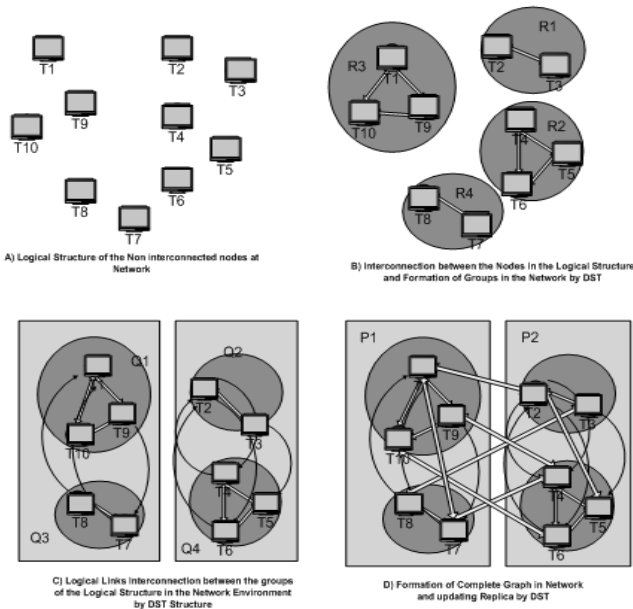 T1
T2
T3
T9
T4
T10
T5
T8
T6
T7
A) Logical Structure of the Non interconnected nodes at
Network
R1
T2
T3
R3
T1
T10
T9
R2
T4
T5
T6
R4
T8
T7
B) Interconnection between the Nodes in the Logical Structure
and Formation of Groups in the Network by DST
Q1
T9
T10
Q3
T8
T7
Q2
T2
T3
T4
T5
T6
Q4
C) Logical Links Interconnection between the groups
of the Logical Structure in the Network Environment
by DST Structure
P1
T9
T10
T8
T7
P2
T2
T3
T4
T5
T6
D) Formation of Complete Graph in Network
and updating Replica by DST